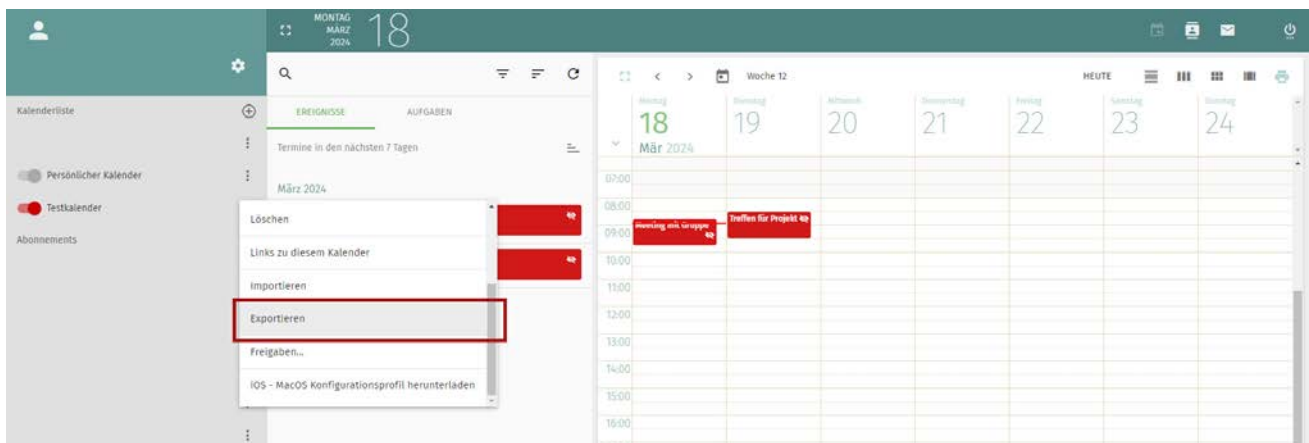 MONTAG
MÄRZ
2024
18
Woche 12
HEUTE
Kalenderliste
Persönlicher Kalender
Testkalender
Abonnements
EREIGNISSE
AUFGABEN
Termine in den nächsten 7 Tagen
März 2024
Löschen
Links zu diesem Kalender
Importieren
Exportieren
Freigaben...
iOS - MacOS Konfigurationsprofil herunterladen
Montag
18
Mär 2024
Dienstag
19
Mittwoch
20
Donnerstag
21
Freitag
22
Samstag
23
Sonntag
24
07:00
08:00
09:00
10:00
11:00
12:00
13:00
14:00
15:00
16:00
Meeting mit Gruppe
Treffen für Projekt